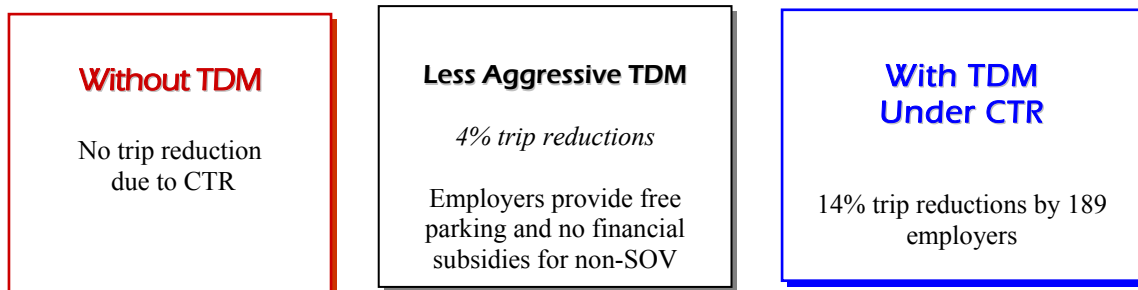 Without TDM
No trip reduction
due to CTR
Less Aggressive TDM
4% trip reductions
Employers provide free
parking and no financial
subsidies for non-SOV
With TDM
Under CTR
14% trip reductions by 189
employers